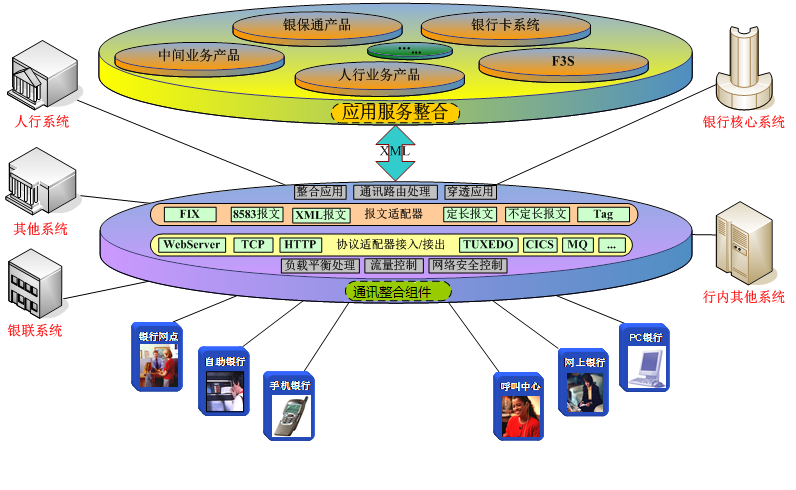 银保通产品
银行卡系统
中间业务产品
... ...
人行业务产品
F3S
应用服务整合
人行系统
银行核心系统
XML
整合应用
通讯路由处理
穿透应用
FIX
8583报文
XML报文
报文适配器
定长报文
不定长报文
Tag
其他系统
WebServer
TCP
HTTP
协议适配器接入/接出
TUXEDO
CICS
MQ
...
负载平衡处理
流量控制
网络安全控制
通讯整合组件
行内其他系统
银联系统
银行网点
自助银行
手机银行
呼叫中心
网上银行
PC银行